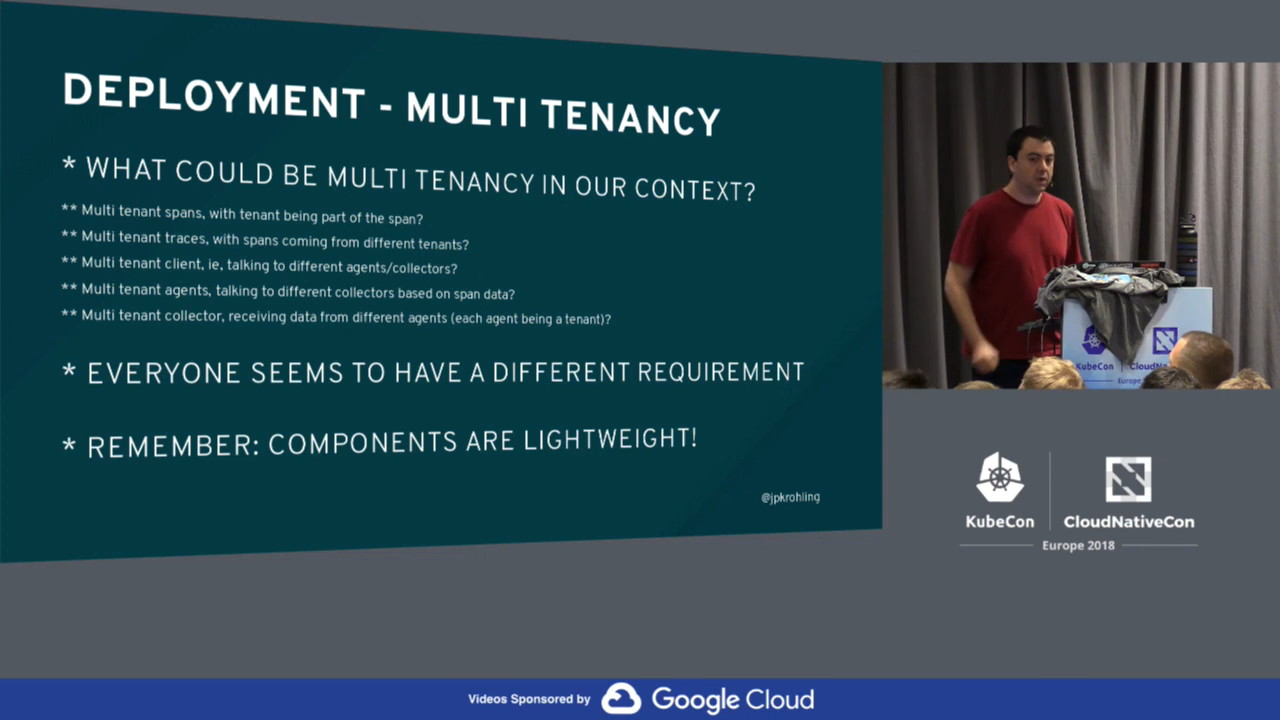 DEPLOYMENT - MULTI TENANCY
* WHAT COULD BE MULTI TENANCY IN OUR CONTEXT?
** Multi tenant spans, with tenant being part of the span?
** Multi tenant traces, with spans coming from different tenants?
** Multi tenant client, ie, talking to different agents/collectors?
** Multi tenant agents, talking to different collectors based on span data?
** Multi tenant collector, receiving data from different agents (each agent being a tenant)?
* EVERYONE SEEMS TO HAVE A DIFFERENT REQUIREMENT
* REMEMBER: COMPONENTS ARE LIGHTWEIGHT!
@jpkrohling
KubeCon
Europe
KubeCon
CloudNativeCon
Europe 2018
Videos Sponsored by
Google Cloud